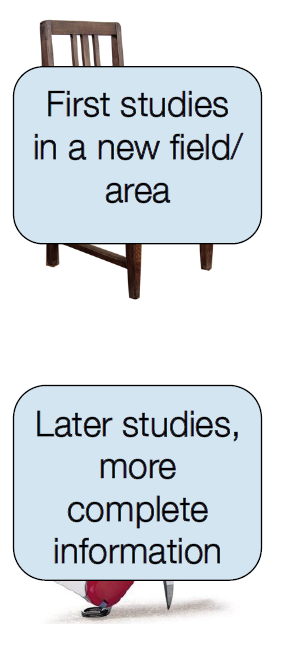 First studies
in a new field/
area
Later studies,
more
complete
information